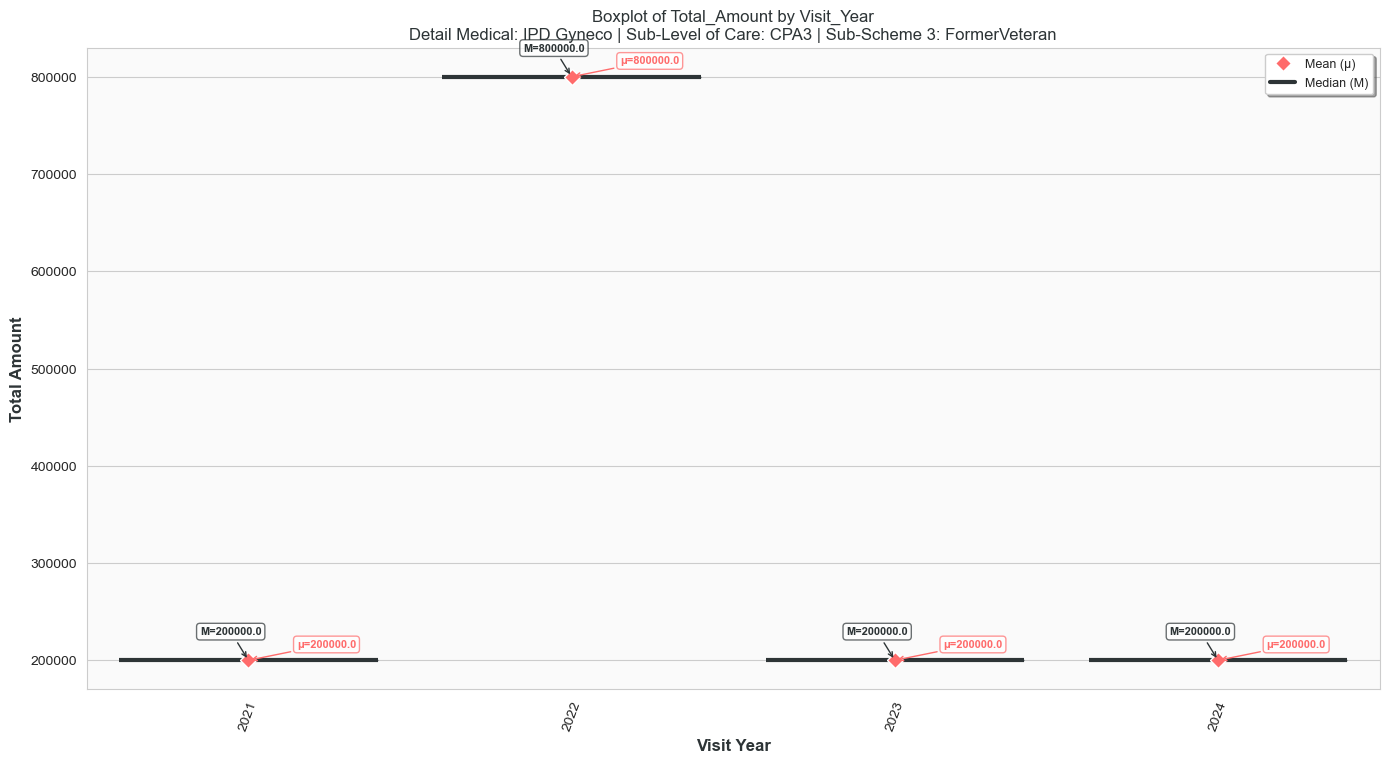 Boxplot of Total_Amount by Visit_Year
Detail Medical: IPD Gyneco | Sub-Level of Care: CPA3 | Sub-Scheme 3: FormerVeteran
M=800000.0
μ=800000.0
Mean (μ)
Median (M)
800000
700000
600000
500000
400000
300000
200000
Total Amount
M=200000.0
μ=200000.0
M=200000.0
μ=200000.0
M=200000.0
μ=200000.0
2021
2022
2023
2024
Visit Year